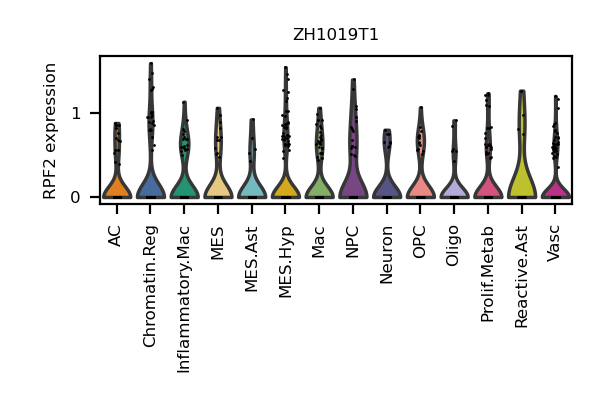 ZH1019T1
RPF2 expression
1
0
AC
Chromatin.Reg
Inflammatory.Mac
MES
MES.Ast
MES.Hyp
Mac
NPC
Neuron
OPC
Oligo
Prolif.Metab
Reactive.Ast
Vasc